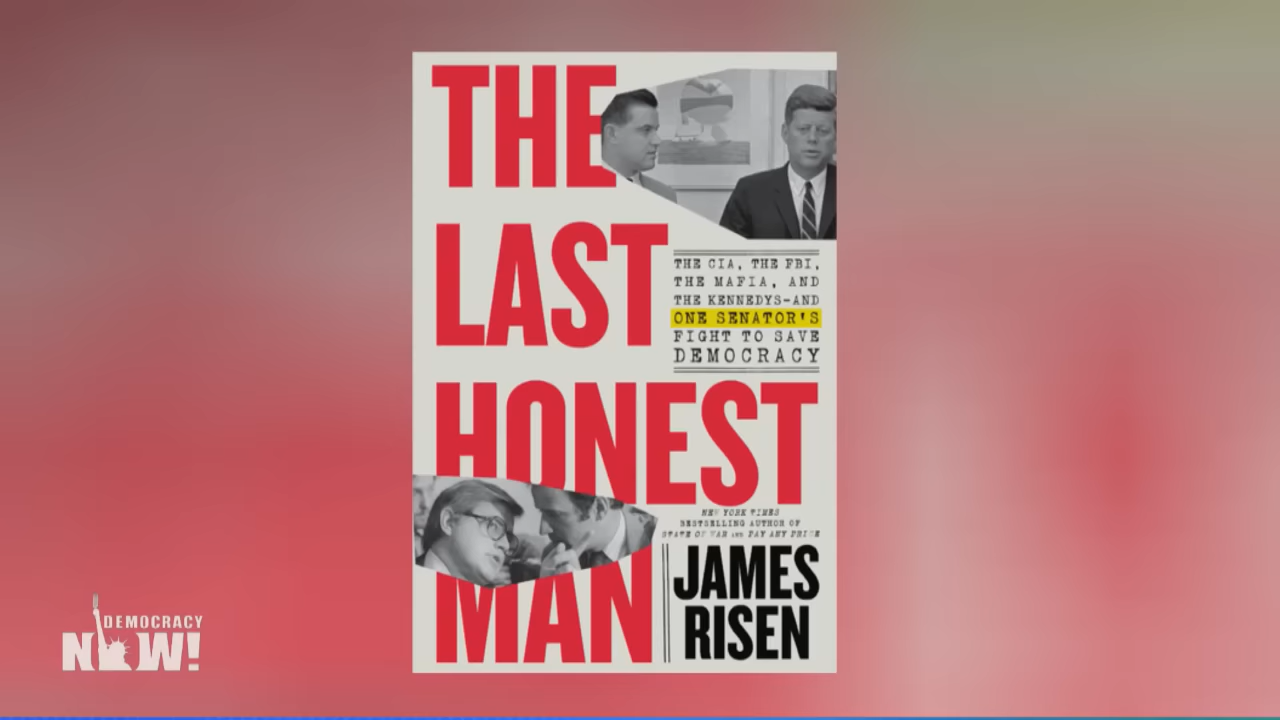 THE
LAST
HONEST
MAN
THE CIA, THE FBI,
THE MAFIA, AND
THE KENNEDYS—AND
ONE SENATOR'S
FIGHT TO SAVE
DEMOCRACY
NEW YORK TIMES
BESTSELLING AUTHOR OF
STATE OF WAR AND PAY ANY PRICE
JAMES
RISEN
DEMOCRACY
NOW!